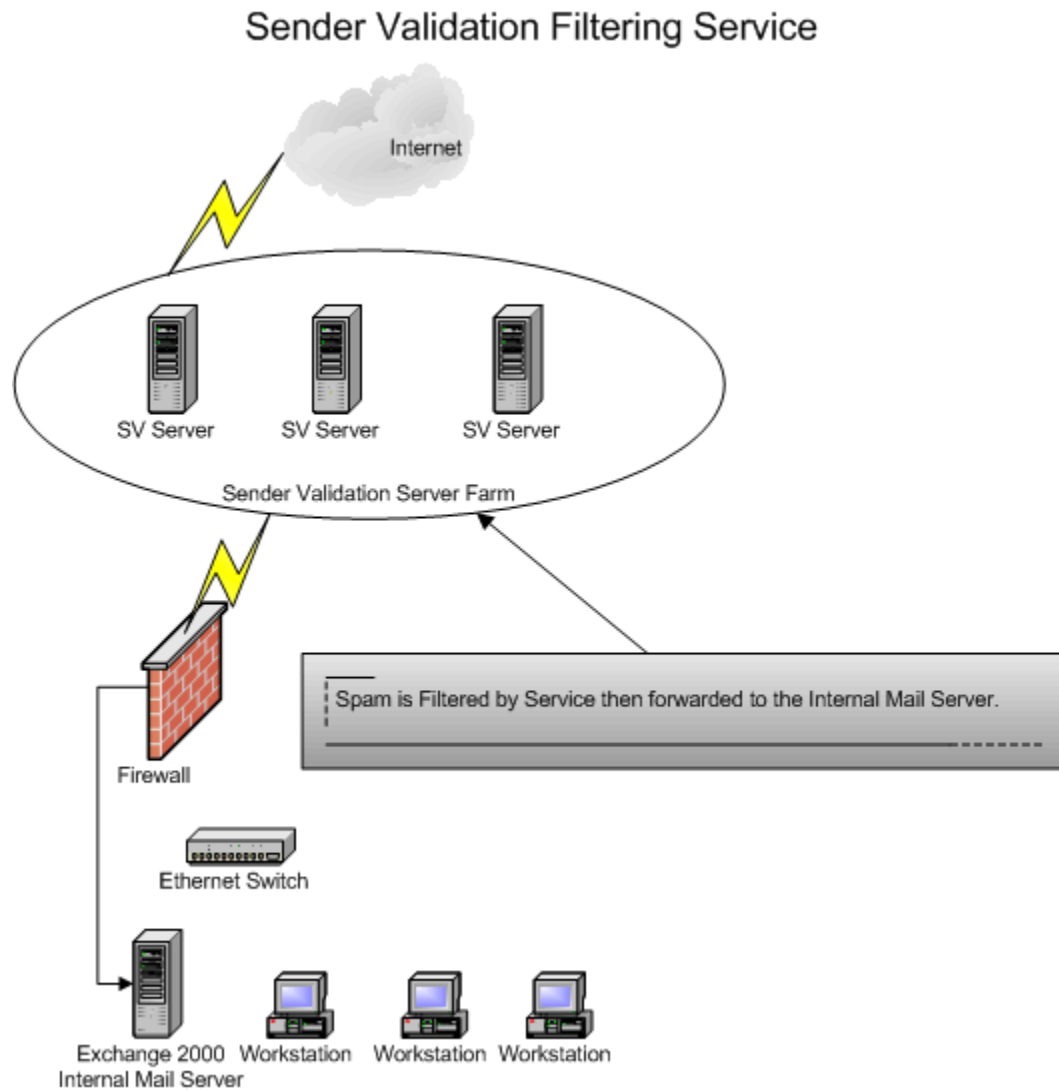 Sender Validation Filtering Service
Internet
SV Server
SV Server
SV Server
Sender Validation Server Farm
Spam is Filtered by Service then forwarded to the Internal Mail Server.
Firewall
Ethernet Switch
Exchange 2000
Internal Mail Server
Workstation
Workstation
Workstation